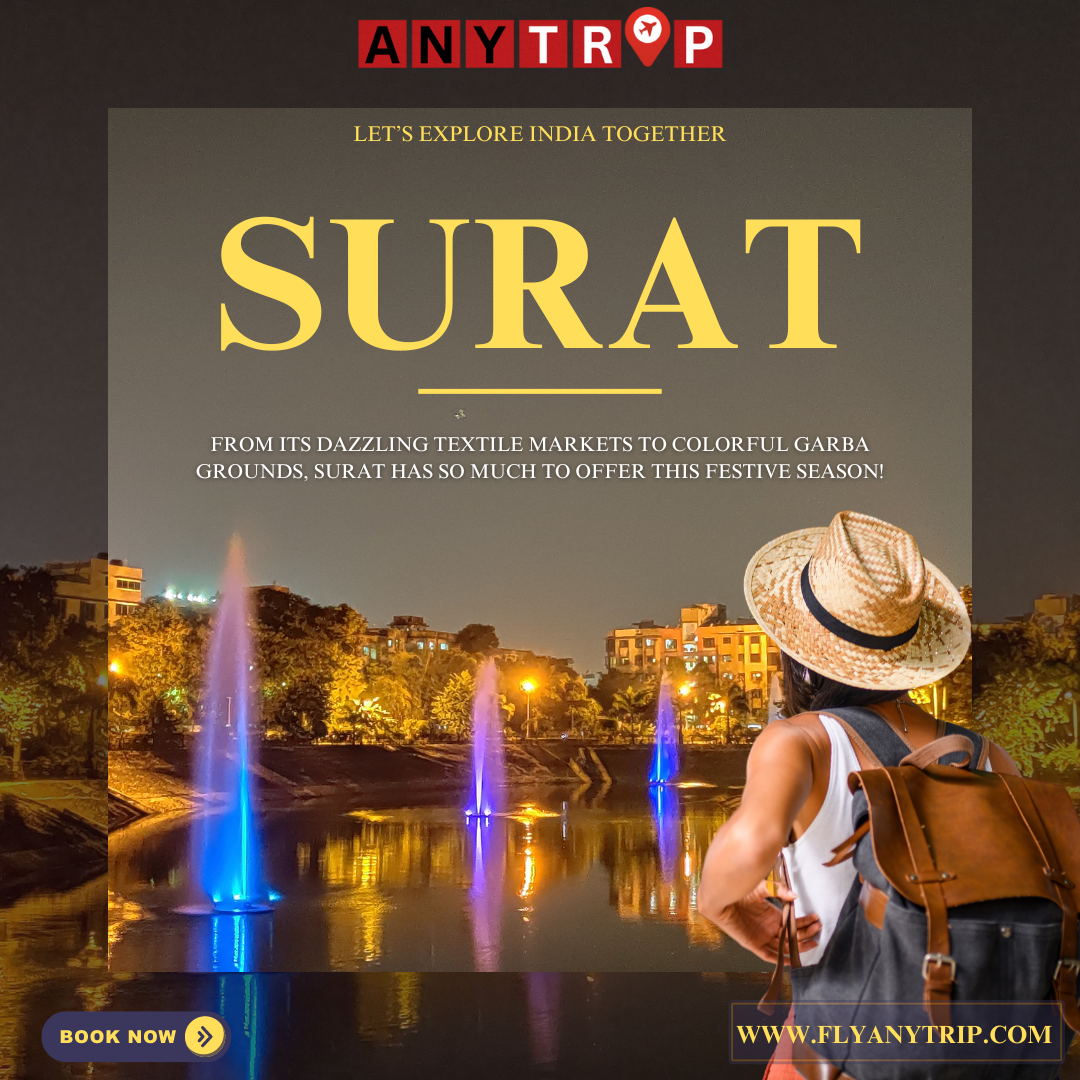 ANYTRIP
LET’S EXPLORE INDIA TOGETHER
SURAT
FROM ITS DAZZLING TEXTILE MARKETS TO COLORFUL GARBA
GROUNDS, SURAT HAS SO MUCH TO OFFER THIS FESTIVE SEASON!
BOOK NOW
WWW.FLYANYTRIP.COM